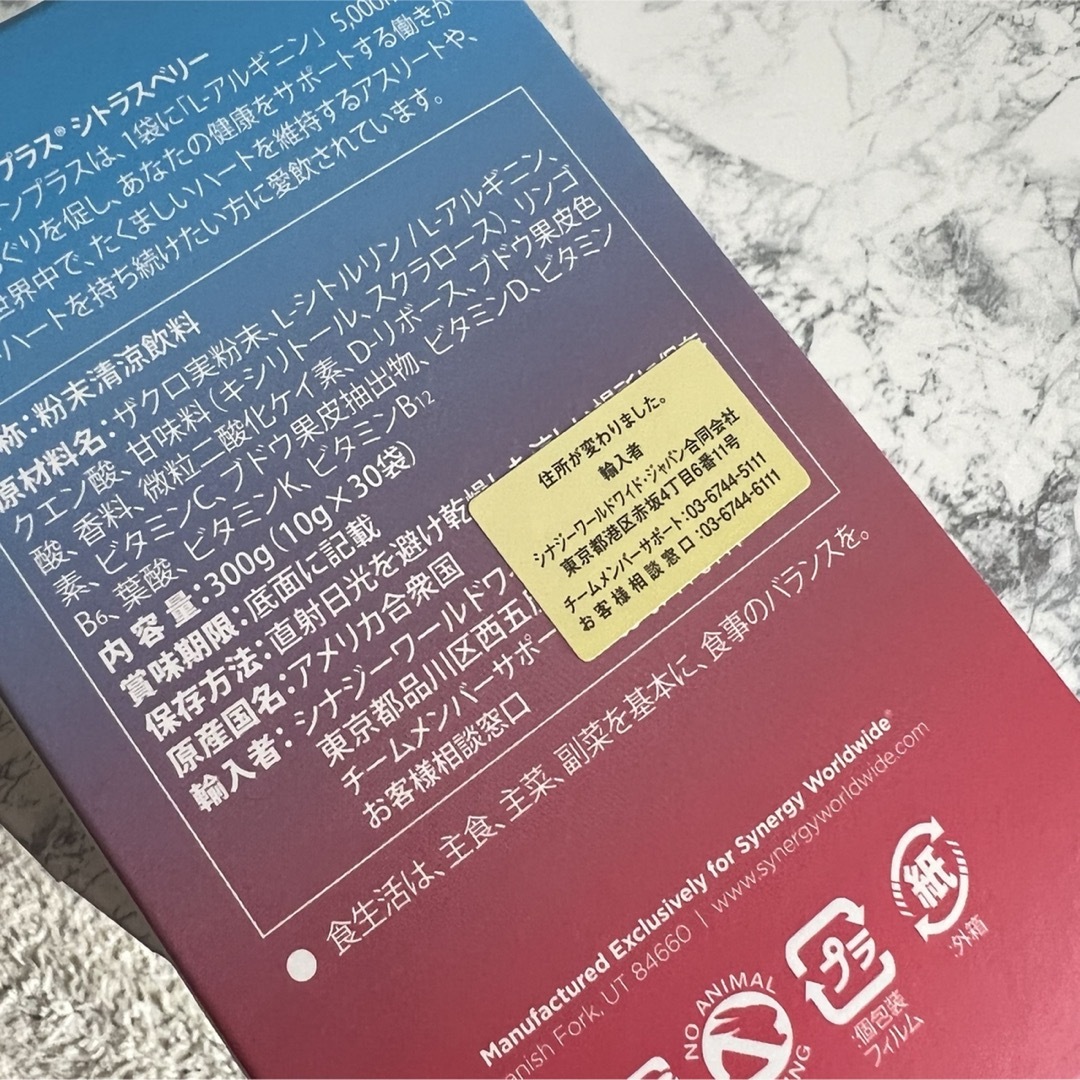 プラス® シトラスベリー
ンプラスは、1袋に「L-アルギニン」5,000
ぐりを促し、あなたの健康をサポートする働きが
世界中で、たくましいハートを維持するアスリートや、
ハートを持ち続けたい方に愛飲されています。
称：粉末清涼飲料
原材料名：ザクロ実粉末、L-シトルリン/L-アルギニン、
クエン酸、甘味料（キシリトール、スクラロース）、リンゴ
酸、香料、微粒二酸化ケイ素、D-リボース、ブドウ果皮色
素、ビタミンC、ブドウ果皮抽出物、ビタミンD、ビタミン
B6、葉酸、ビタミンK、ビタミンB12
内容量：300g（10g×30袋）
賞味期限：底面に記載
保存方法：直射日光を避け乾燥
原産国名：アメリカ合衆国
輸入者：シナジーワールドワ
東京都品川区西五
チームメンバーサポー
お客様相談窓口
住所が変わりました。
輸入者
シナジーワールドワイド・ジャパン合同会社
東京都港区赤坂4丁目6番11号
チームメンバーサポート：03-6744-5111
お客様相談窓口：03-6744-6111
●食生活は、主食、主菜、副菜を基本に、食事のバランスを。
Manufactured Exclusively for Synergy Worldwide®
anish Fork, UT 84660 | www.synergyworldwide.com
NO ANIMAL
プラ
個包装
フィルム
紙
外箱